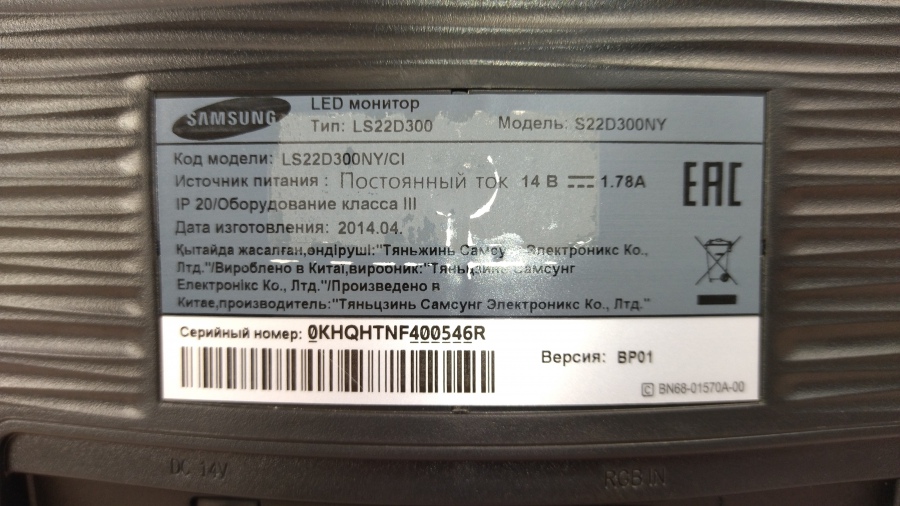 SAMSUNG
LED монитор
Тип: LS22D300 Модель: S22D300NY
Код модели: LS22D300NY/CI
Источник питания : Постоянный ток 14 В 1.78A
EAC
IP 20/Оборудование класса III
Дата изготовления: 2014.04.
Қытайда жасалған,өндіруші:"Тяньжинь Электроникс Ко.,
Лтд."/Вироблено в Китаї,виробник:"Тяньцзинь Самсунг
Електронікс Ко., Лтд."/Произведено в
Китае,производитель:"Тяньцзинь Самсунг Электроникс Ко., Лтд."
Серийный номер: 0KHQHTNF400546R
Версия: BP01
C BN68-01570A-00
DC 14V RGB IN